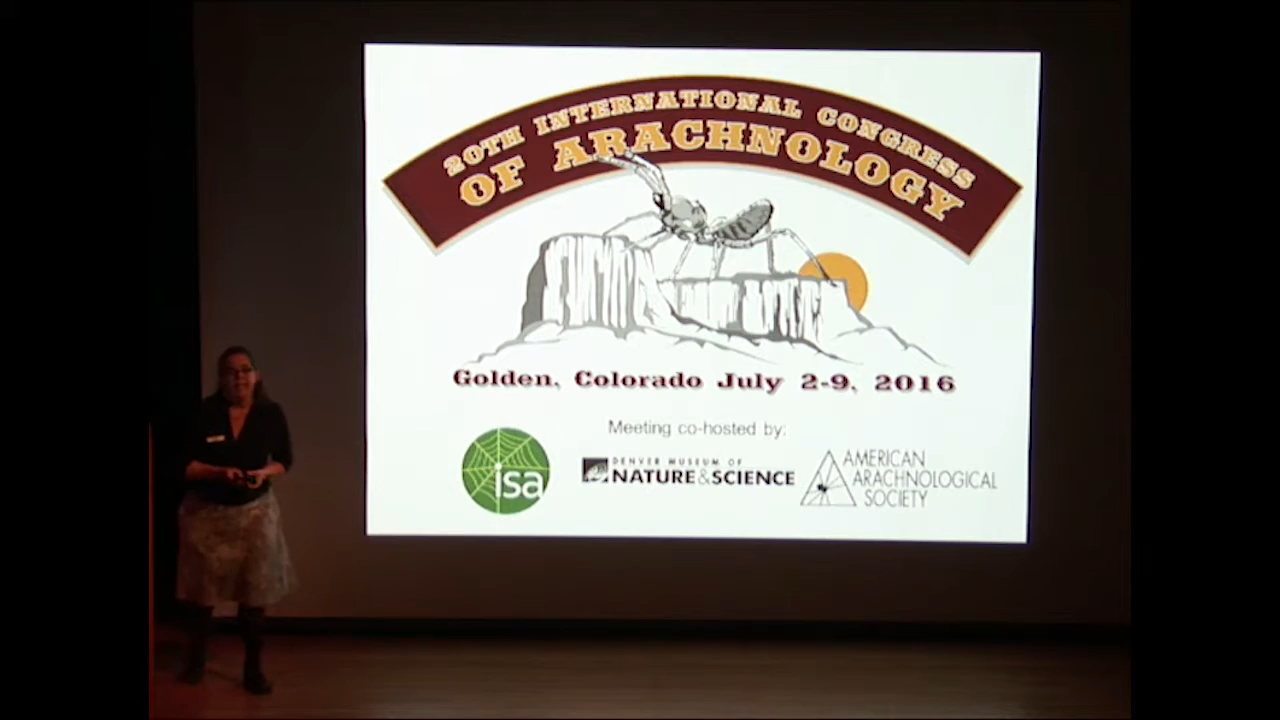 20TH INTERNATIONAL CONGRESS
OF ARACHNOLOGY
Golden, Colorado July 2-9, 2016
Meeting co-hosted by:
isa
DENVER MUSEUM OF
NATURE & SCIENCE
AMERICAN
ARACHNOLOGICAL
SOCIETY